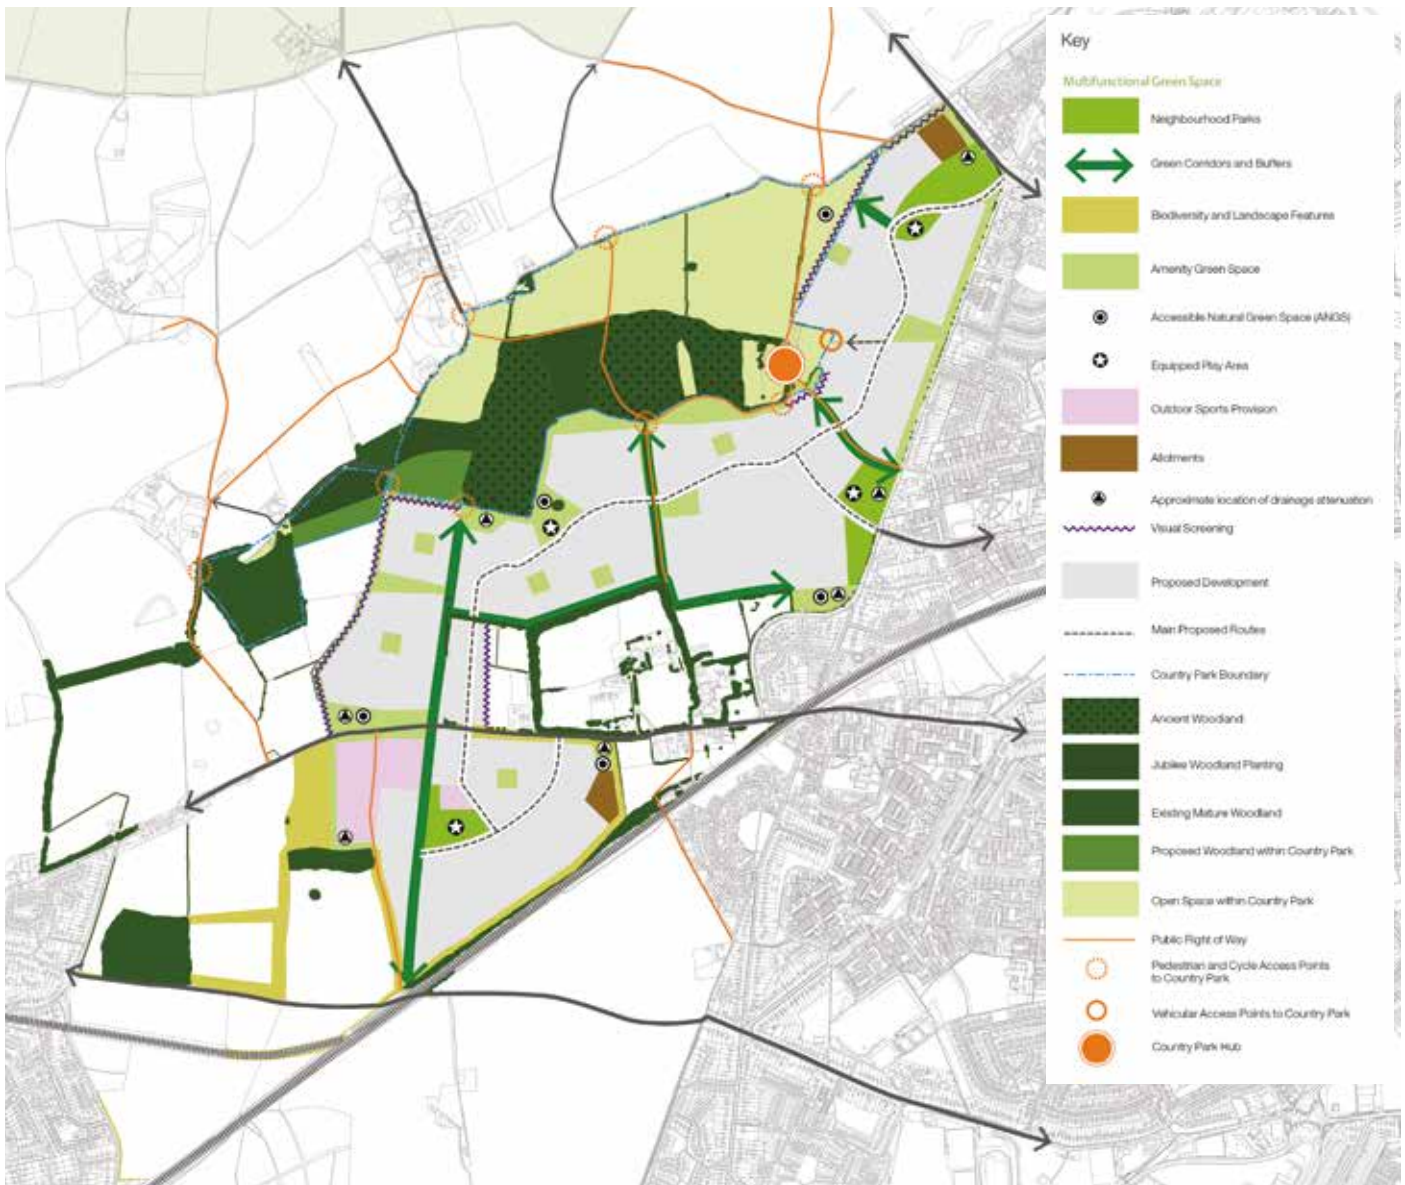 Key
Multifunctional Green Space
Neighbourhood Parks
Green Corridors and Buffers
Biodiversity and Landscape Features
Amenity Green Space
Accessible Natural Green Space (ANGS)
Equipped Play Area
Outdoor Sports Provision
Allotments
Approximate location of drainage attenuation
Visual Screening
Proposed Development
Main Proposed Routes
Country Park Boundary
Ancient Woodland
Jubilee Woodland Planting
Existing Mature Woodland
Proposed Woodland within Country Park
Open Space within Country Park
Public Right of Way
Pedestrian and Cycle Access Points
to Country Park
Vehicular Access Points to Country Park
Country Park Hub